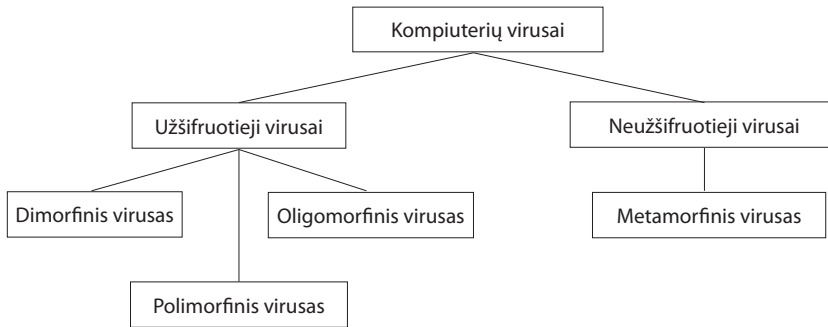 Kompiuterių virusai
Užšifruotieji virusai
Neužšifruotieji virusai
Dimorfinis virusas
Oligomorfinis virusas
Metamorfinis virusas
Polimorfinis virusas